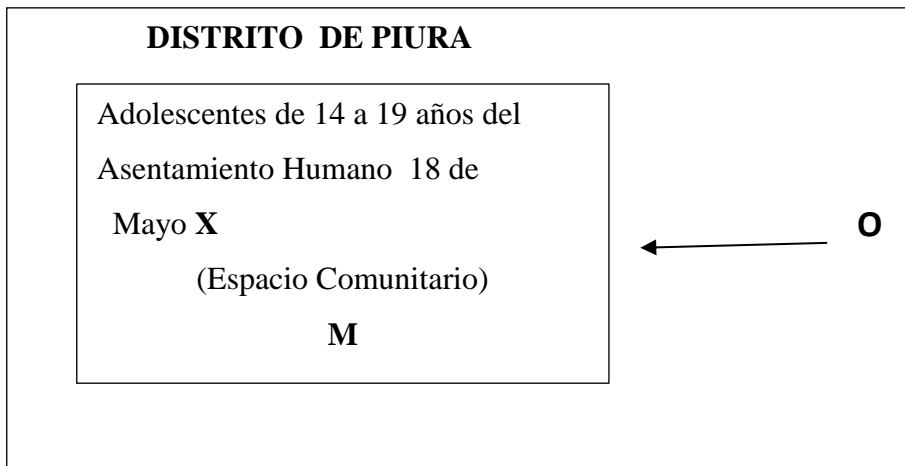 DISTRITO DE PIURA
Adolescentes de 14 a 19 años del
Asentamiento Humano 18 de
Mayo X
O
(Espacio Comunitario)
M